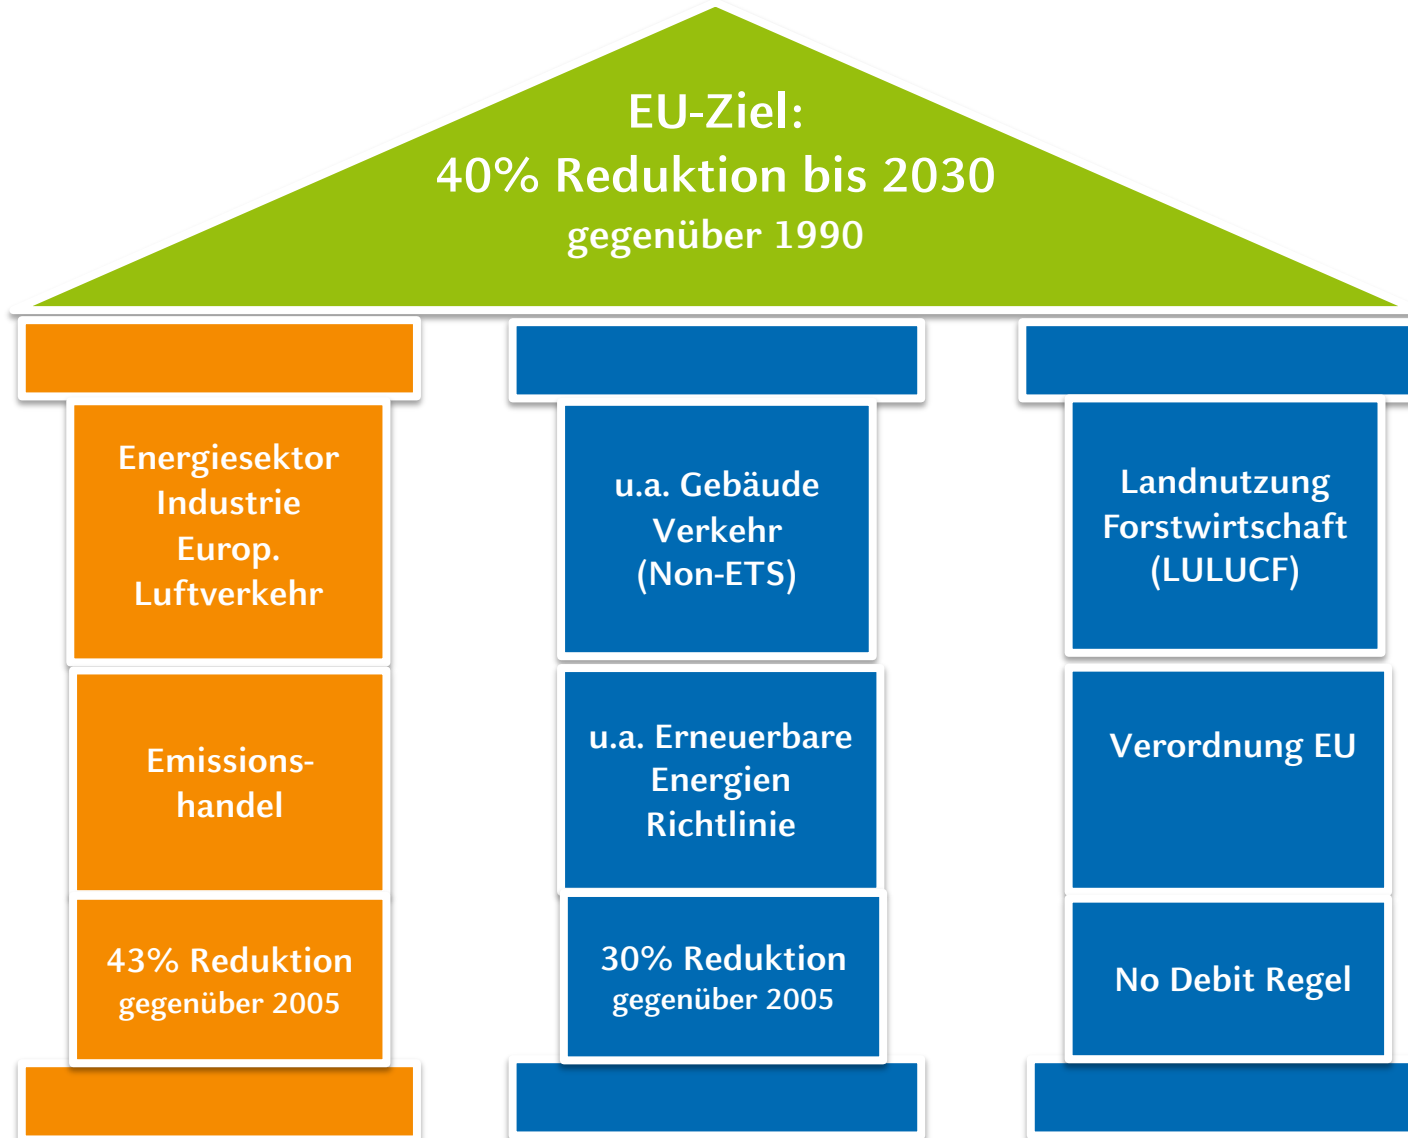 EU-Ziel:
40% Reduktion bis 2030
gegenüber 1990
Energiesektor
Industrie
Europ.
Luftverkehr
Emissions-
handel
43% Reduktion
gegenüber 2005
u.a. Gebäude
Verkehr
(Non-ETS)
u.a. Erneuerbare
Energien
Richtlinie
30% Reduktion
gegenüber 2005
Landnutzung
Forstwirtschaft
(LULUCF)
Verordnung EU
No Debit Regel